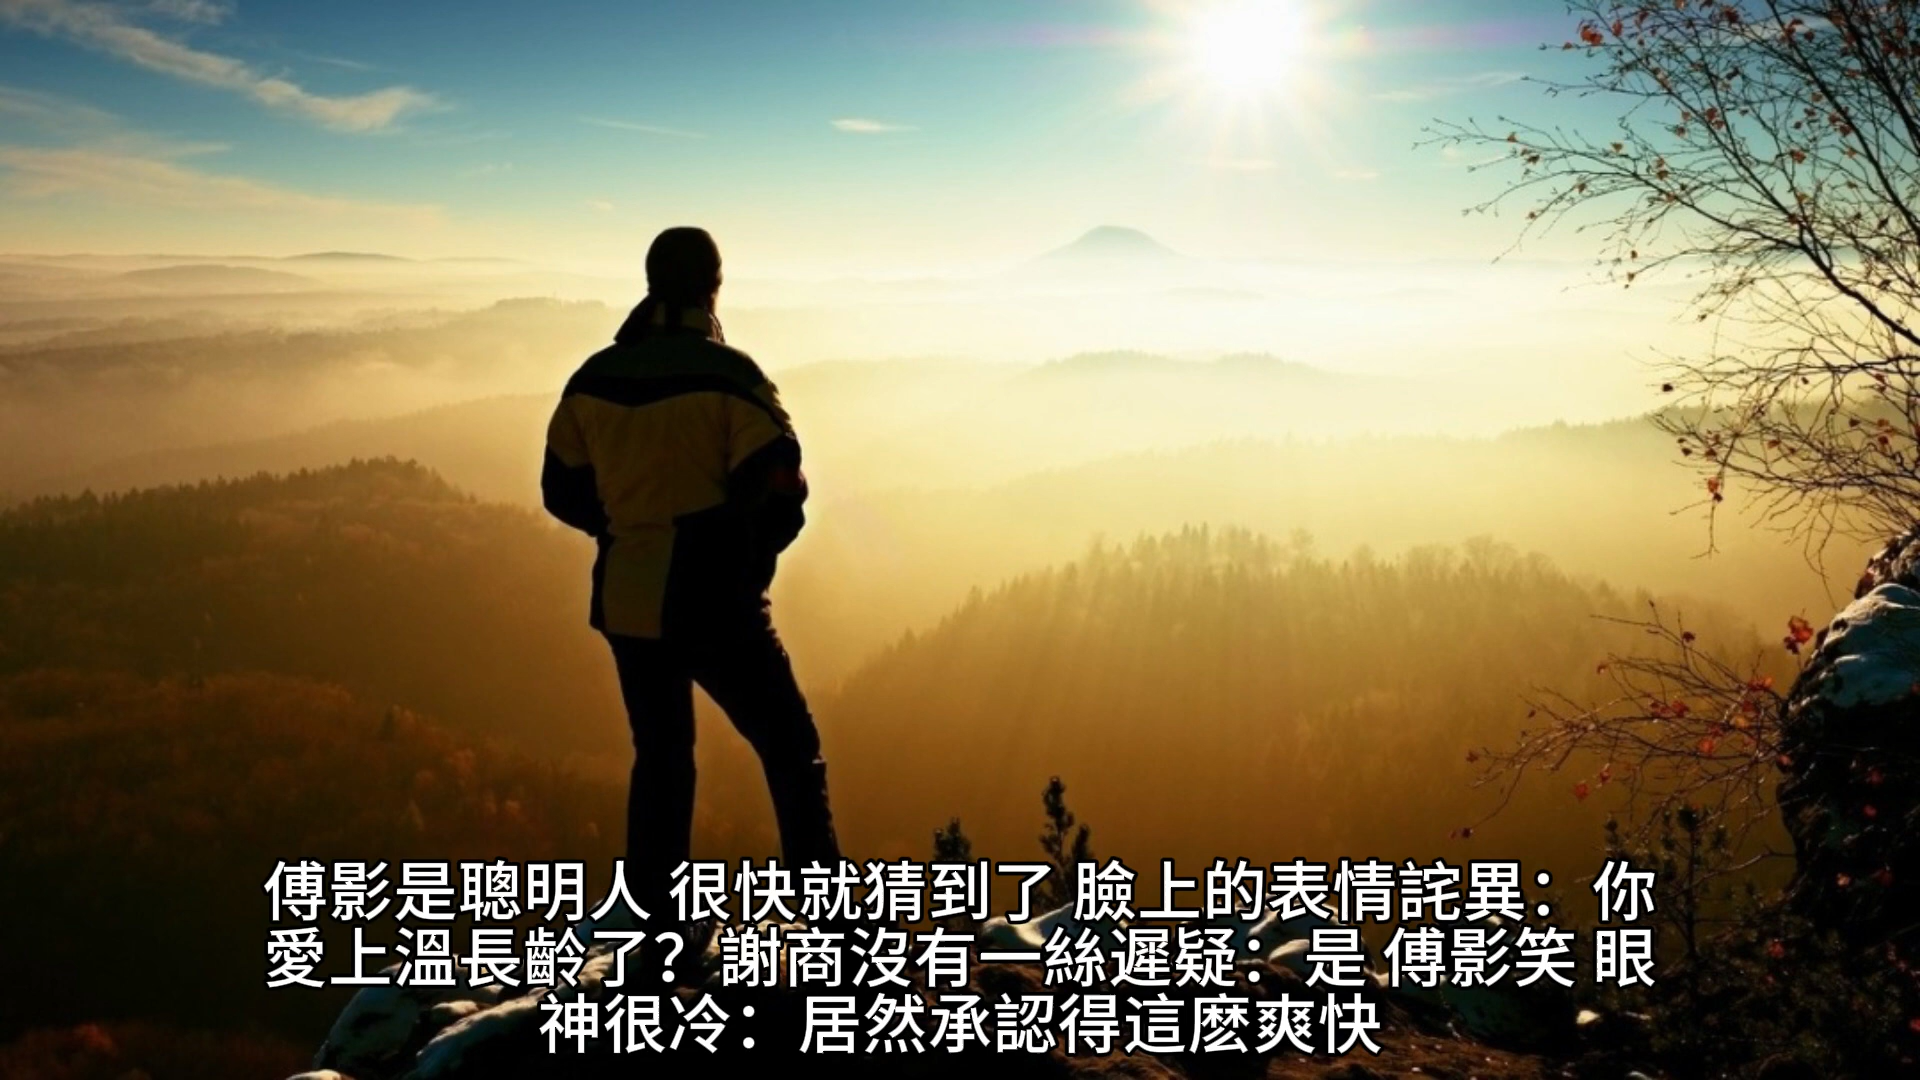 傅影是聰明人 很快就猜到了 臉上的表情詫異：你
愛上溫長齡了？謝商沒有一絲遲疑：是 傅影笑 眼
神很冷：居然承認得這麽爽快